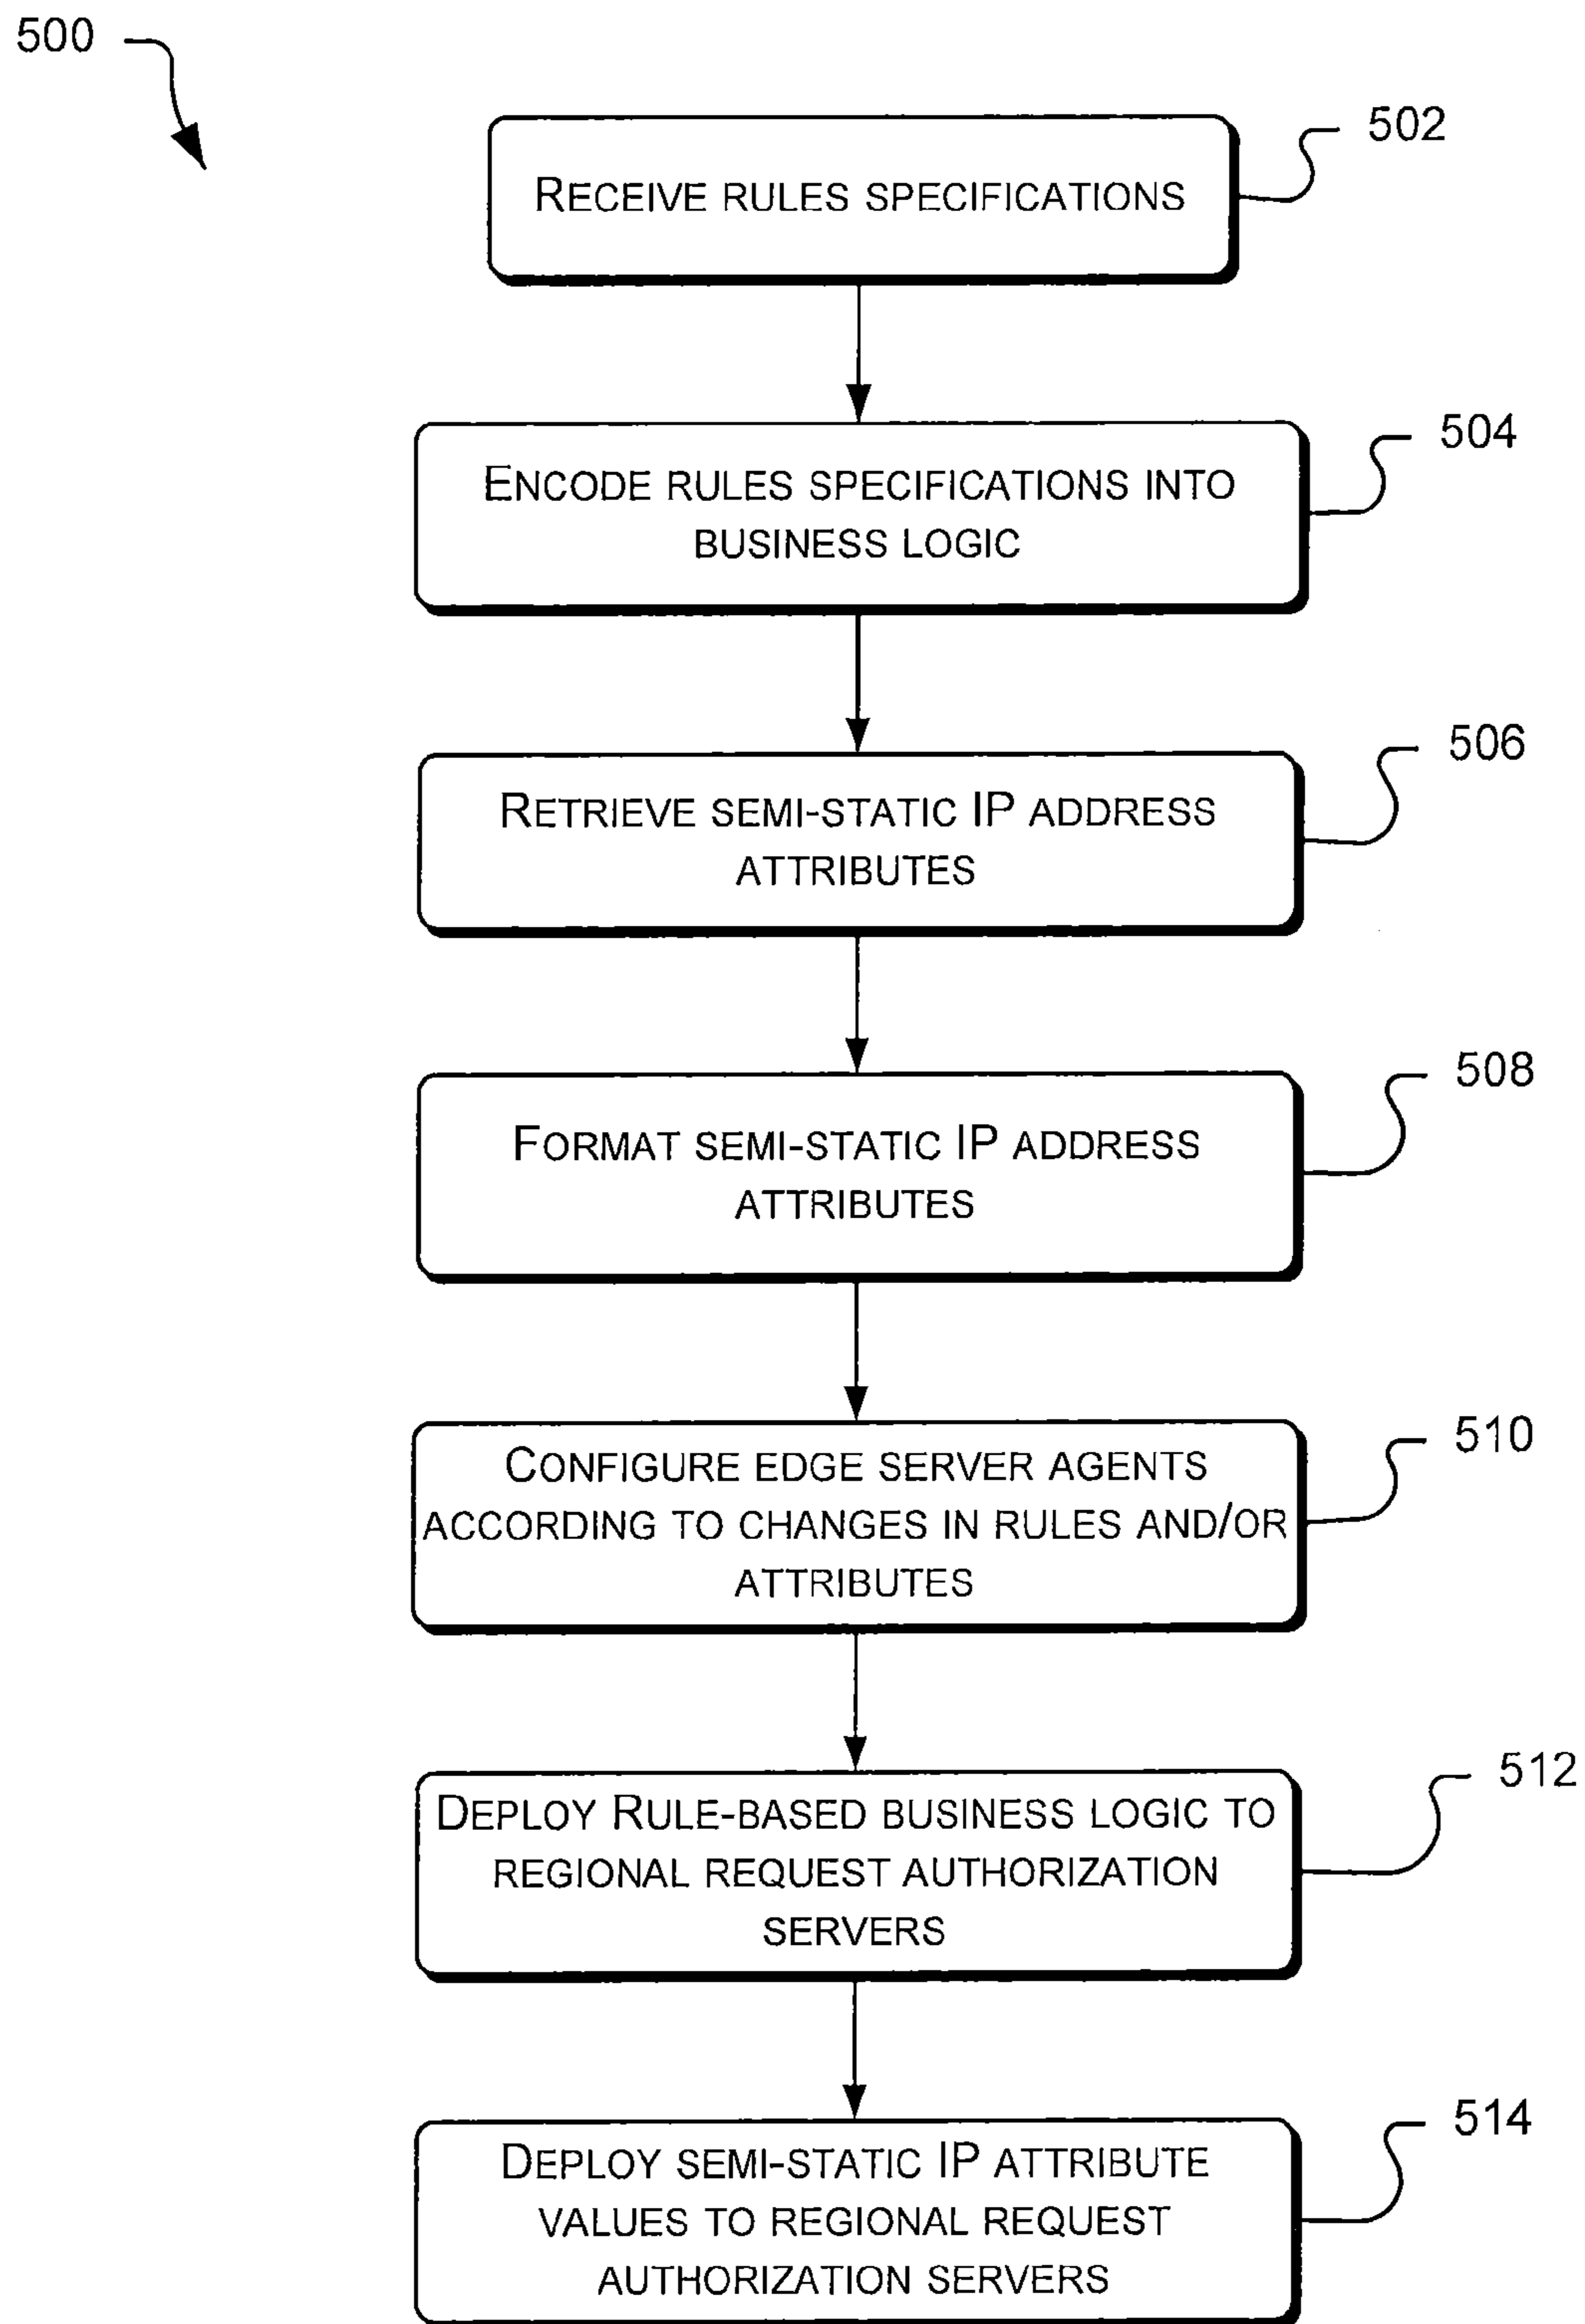 500
502
RECEIVE RULES SPECIFICATIONS
504
ENCODE RULES SPECIFICATIONS INTO
BUSINESS LOGIC
506
RETRIEVE SEMI-STATIC IP ADDRESS
ATTRIBUTES
508
FORMAT SEMI-STATIC IP ADDRESS
ATTRIBUTES
510
CONFIGURE EDGE SERVER AGENTS
ACCORDING TO CHANGES IN RULES AND/OR
ATTRIBUTES
512
DEPLOY RULE-BASED BUSINESS LOGIC TO
REGIONAL REQUEST AUTHORIZATION
SERVERS
514
DEPLOY SEMI-STATIC IP ATTRIBUTE
VALUES TO REGIONAL REQUEST
AUTHORIZATION SERVERS